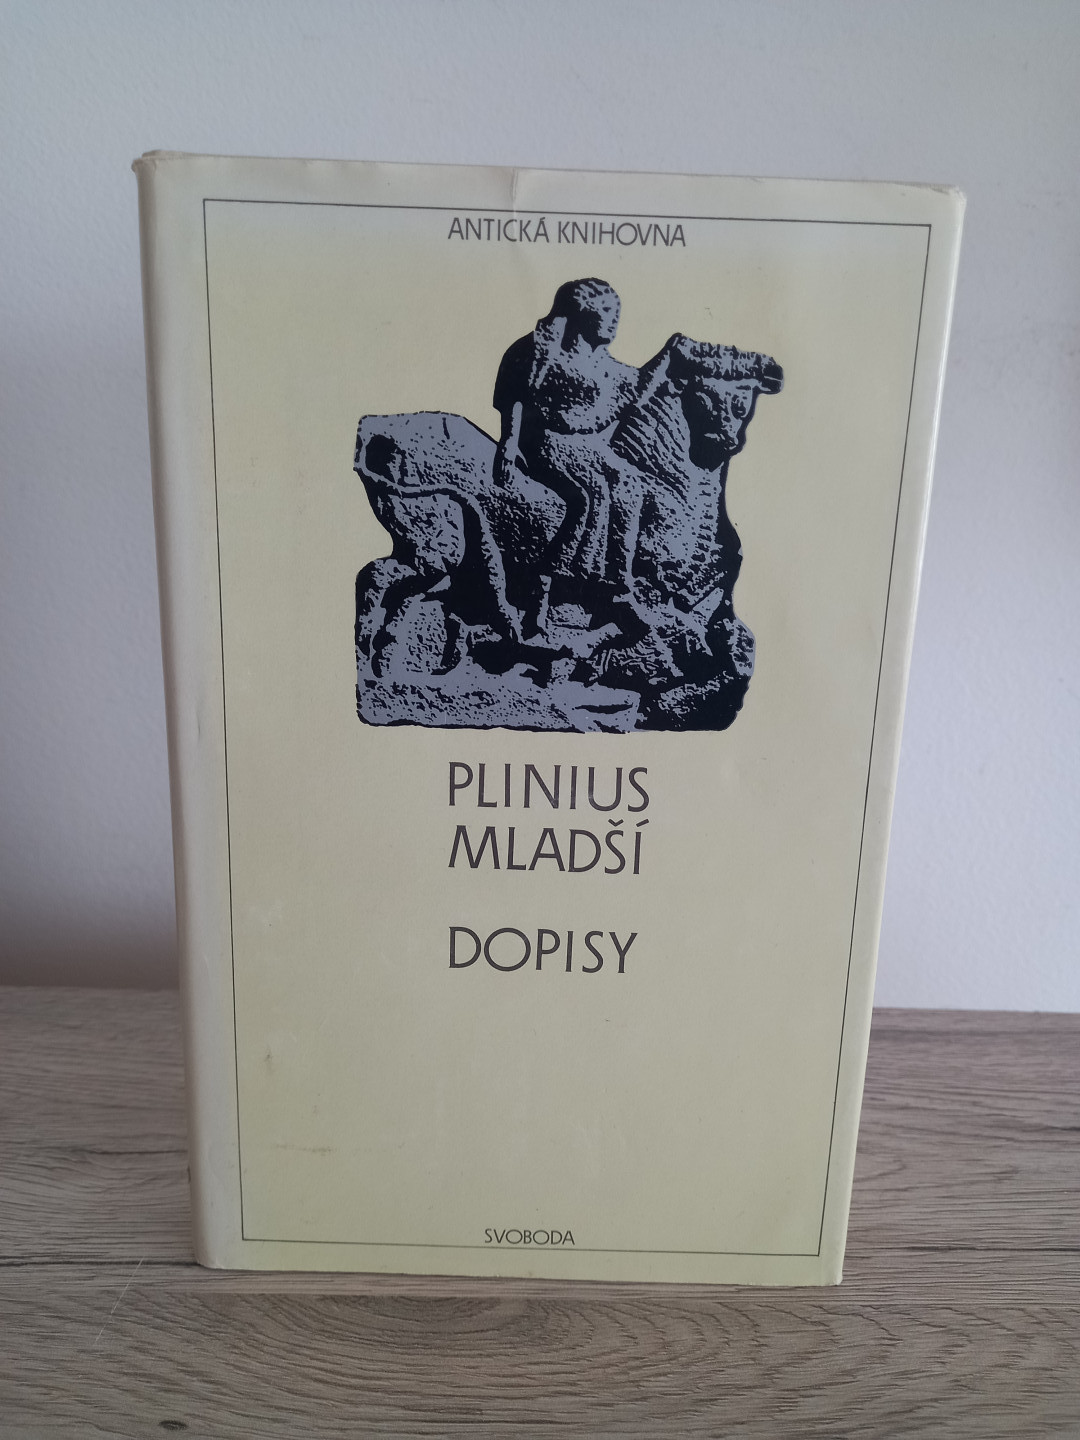 ANTICKÁ KNIHOVNA
PLINIUS
MLADŠÍ
DOPISY
SVOBODA